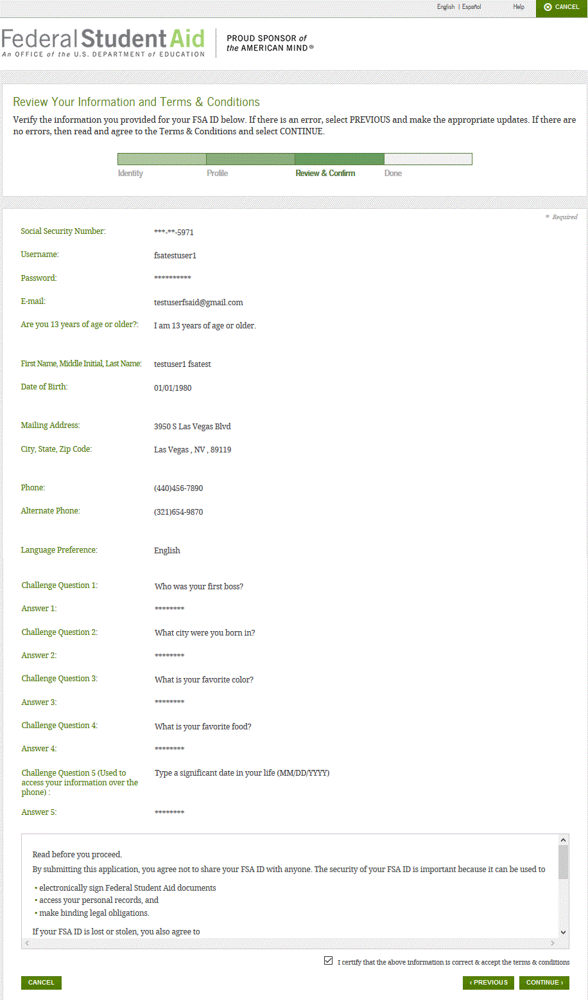 English | Español Help CANCEL
Federal Student Aid
An OFFICE of the U.S. DEPARTMENT of EDUCATION
PROUD SPONSOR of
the AMERICAN MIND®
Review Your Information and Terms & Conditions
Verify the information you provided for your FSA ID below. If there is an error, select PREVIOUS and make the appropriate updates. If there are
no errors, then read and agree to the Terms & Conditions and select CONTINUE.
Identity Profile Review & Confirm Done
* Required
Social Security Number: ***-**-5971
Username: fsatestuser1
Password: **********
E-mail: testuserfsaid@gmail.com
Are you 13 years of age or older?: I am 13 years of age or older.
First Name, Middle Initial, Last Name: testuser1 fsatest
Date of Birth: 01/01/1980
Mailing Address: 3950 S Las Vegas Blvd
City, State, Zip Code: Las Vegas , NV , 89119
Phone: (440)456-7890
Alternate Phone: (321)654-9870
Language Preference: English
Challenge Question 1: Who was your first boss?
Answer 1: ********
Challenge Question 2: What city were you born in?
Answer 2: ********
Challenge Question 3: What is your favorite color?
Answer 3: ********
Challenge Question 4: What is your favorite food?
Answer 4: ********
Challenge Question 5 (Used to Type a significant date in your life (MM/DD/YYYY)
access your information over the
phone) :
Answer 5: ********
Read before you proceed.
By submitting this application, you agree not to share your FSA ID with anyone. The security of your FSA ID is important because it can be used to
• electronically sign Federal Student Aid documents
• access your personal records, and
• make binding legal obligations.
If your FSA ID is lost or stolen, you also agree to
I certify that the above information is correct & accept the terms & conditions
CANCEL ‹ PREVIOUS CONTINUE ›